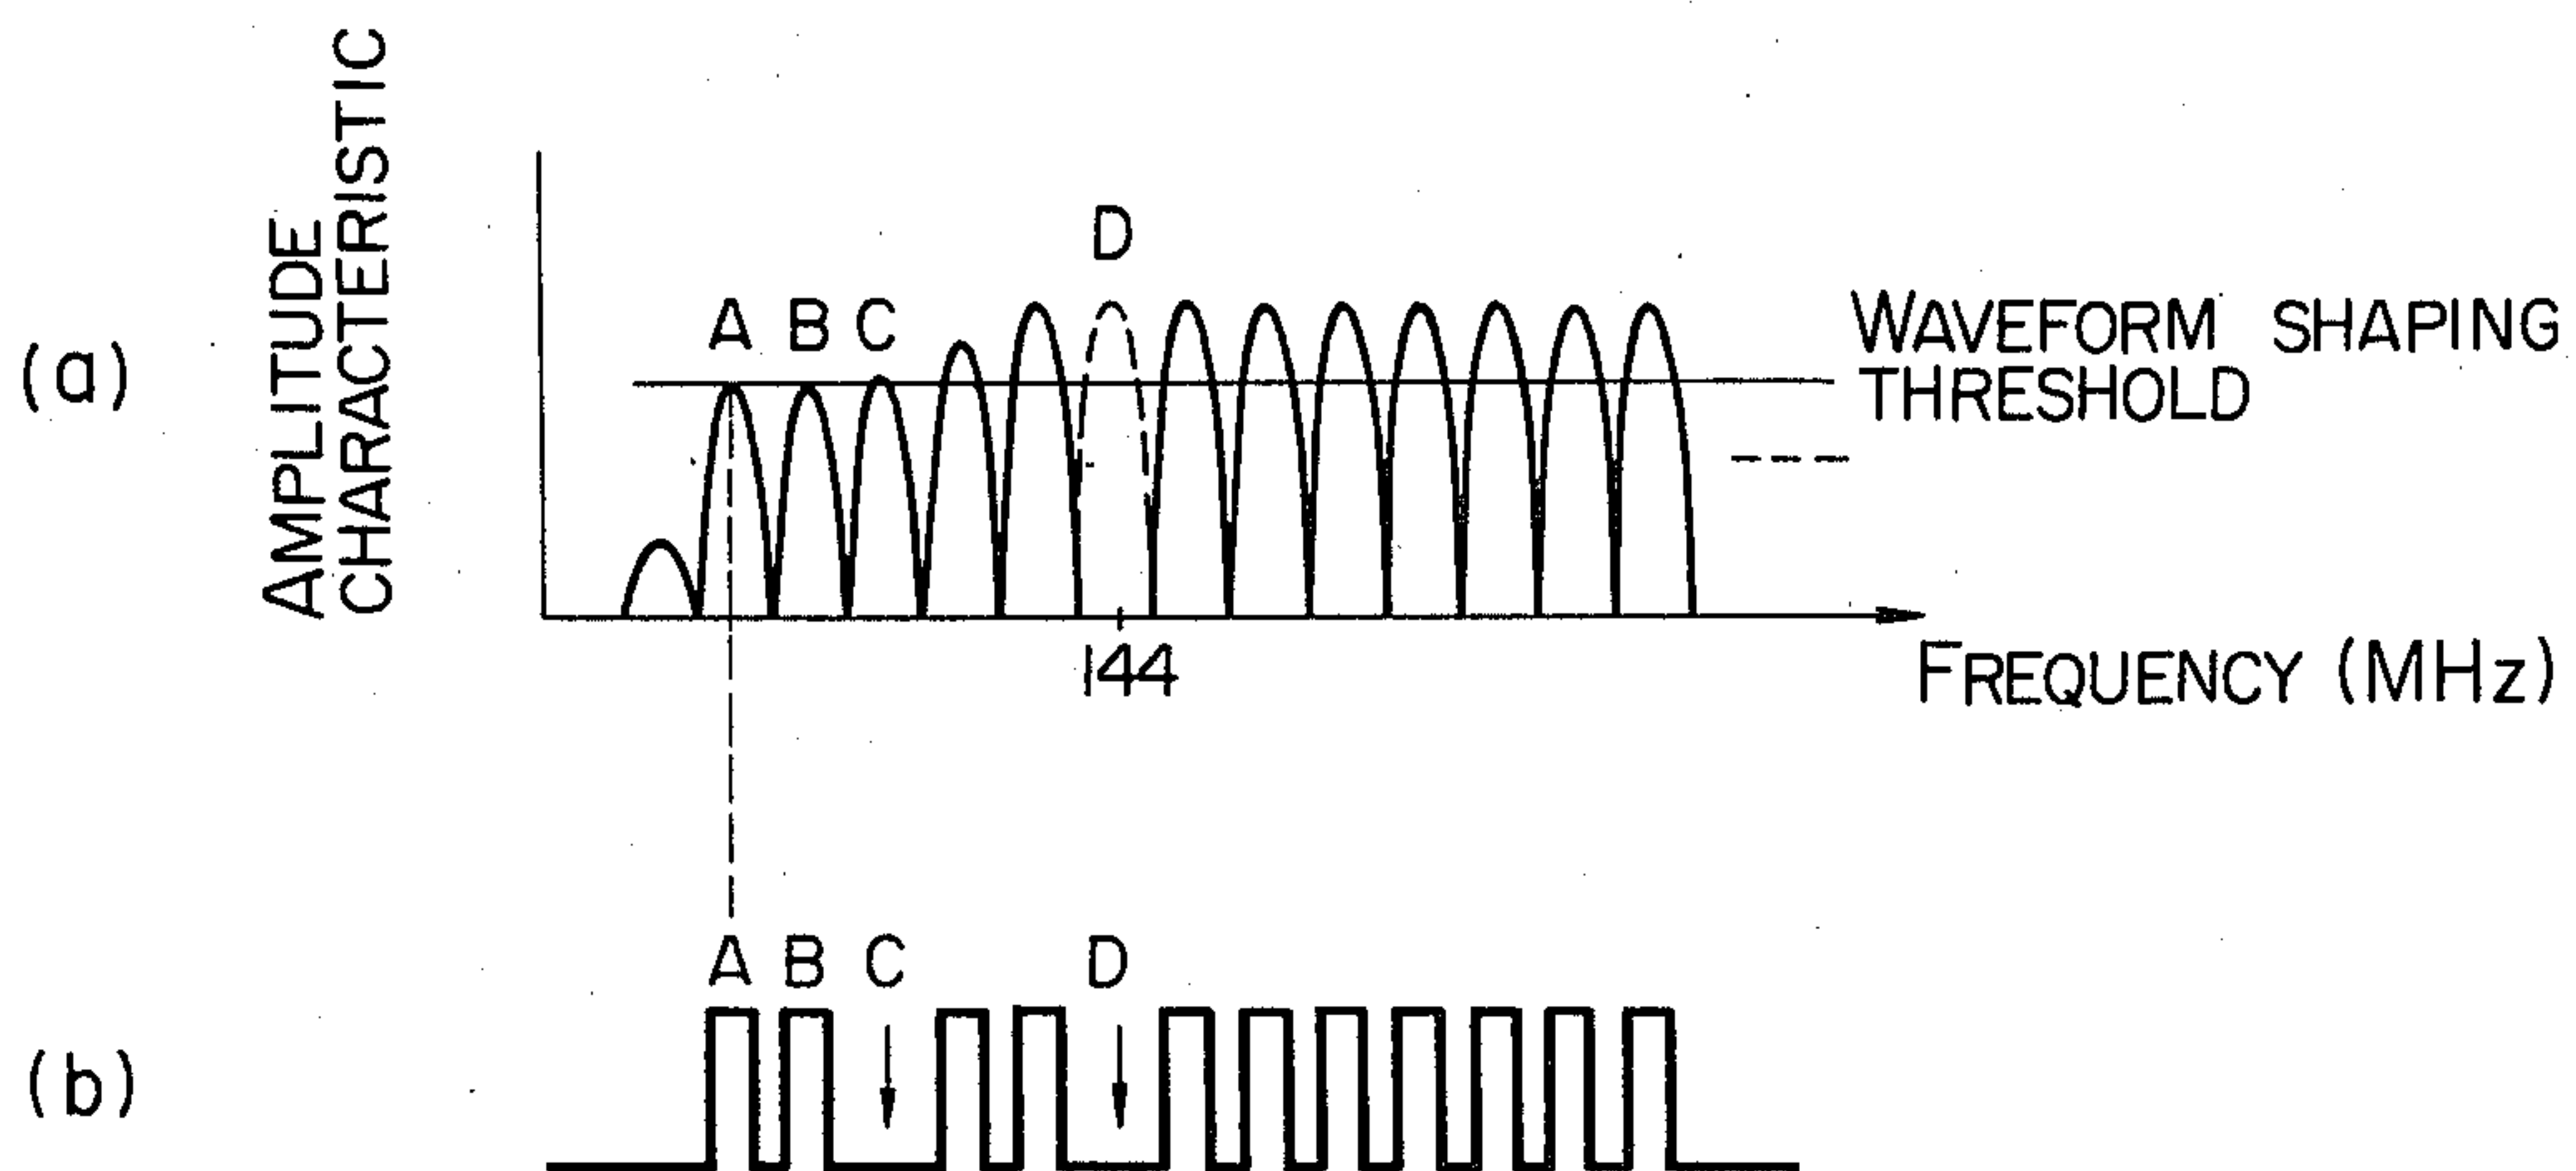 (a)
AMPLITUDE
CHARACTERISTIC
D
A B C
WAVEFORM SHAPING
THRESHOLD
144
FREQUENCY (MHz)
A B C D
(b)